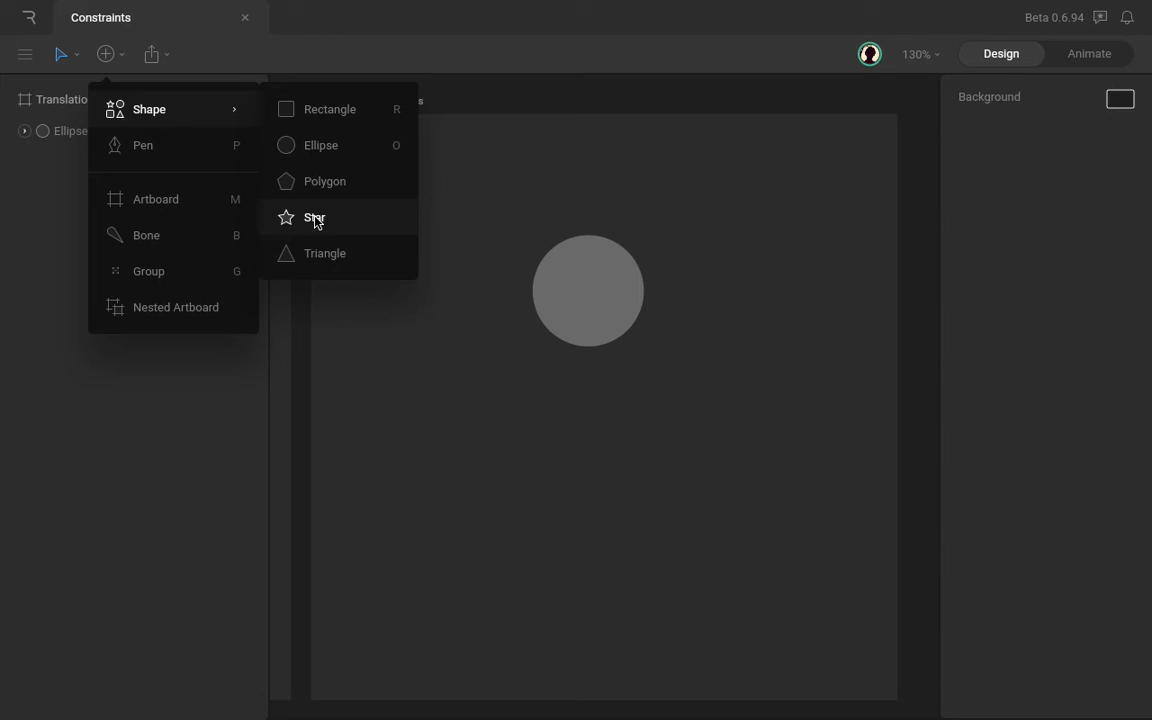 Constraints
Beta 0.6.94
130%
Design
Animate
Translatio
Ellipse
Shape
Pen P
Artboard M
Bone B
Group G
Nested Artboard
Rectangle R
Ellipse O
Polygon
Star
Triangle
s
Background